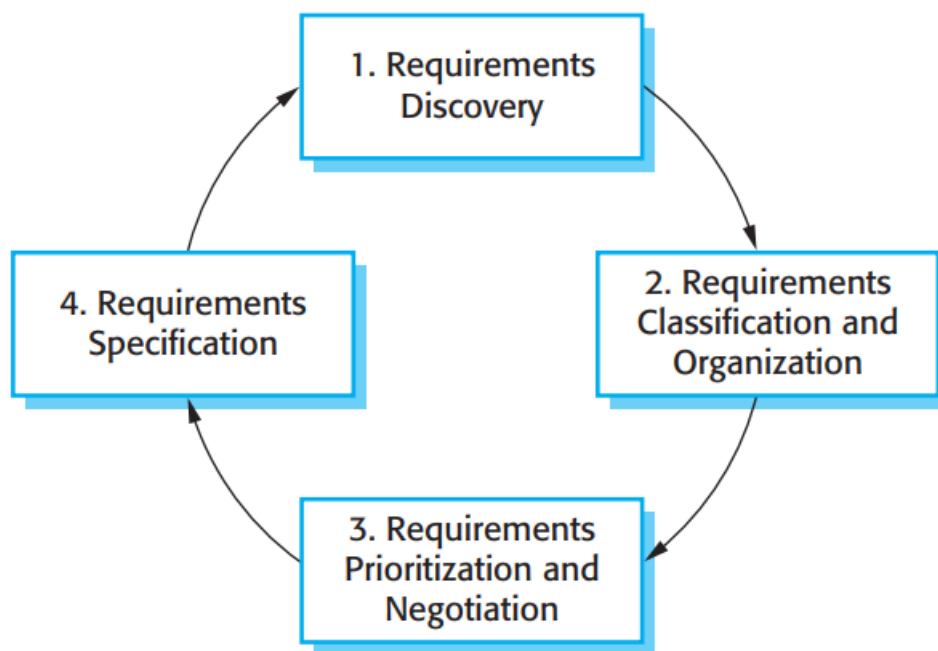 1. Requirements
Discovery
2. Requirements
Classification and
Organization
3. Requirements
Prioritization and
Negotiation
4. Requirements
Specification